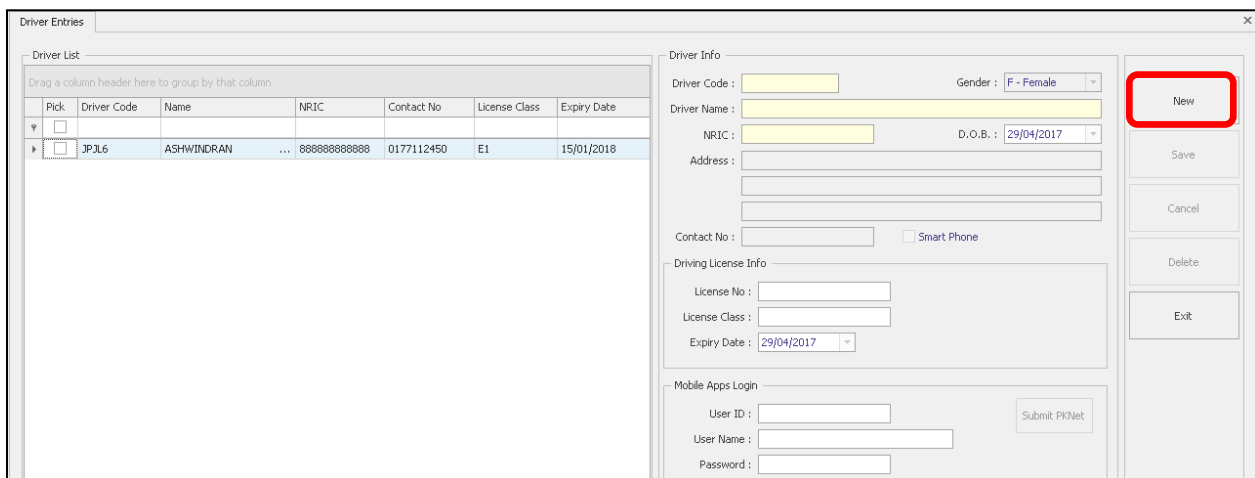 Driver Entries
x
Driver List
Drag a column header here to group by that column
Pick Driver Code Name NRIC Contact No License Class Expiry Date
JPJL6 ASHWINDRAN ... 888888888888 0177112450 E1 15/01/2018
Driver Info
Driver Code : Gender : F - Female
Driver Name :
NRIC : D.O.B. : 29/04/2017
Address :
Contact No : Smart Phone
Driving License Info
License No :
License Class :
Expiry Date : 29/04/2017
Mobile Apps Login
User ID : Submit PKNet
User Name :
Password :
New
Save
Cancel
Delete
Exit